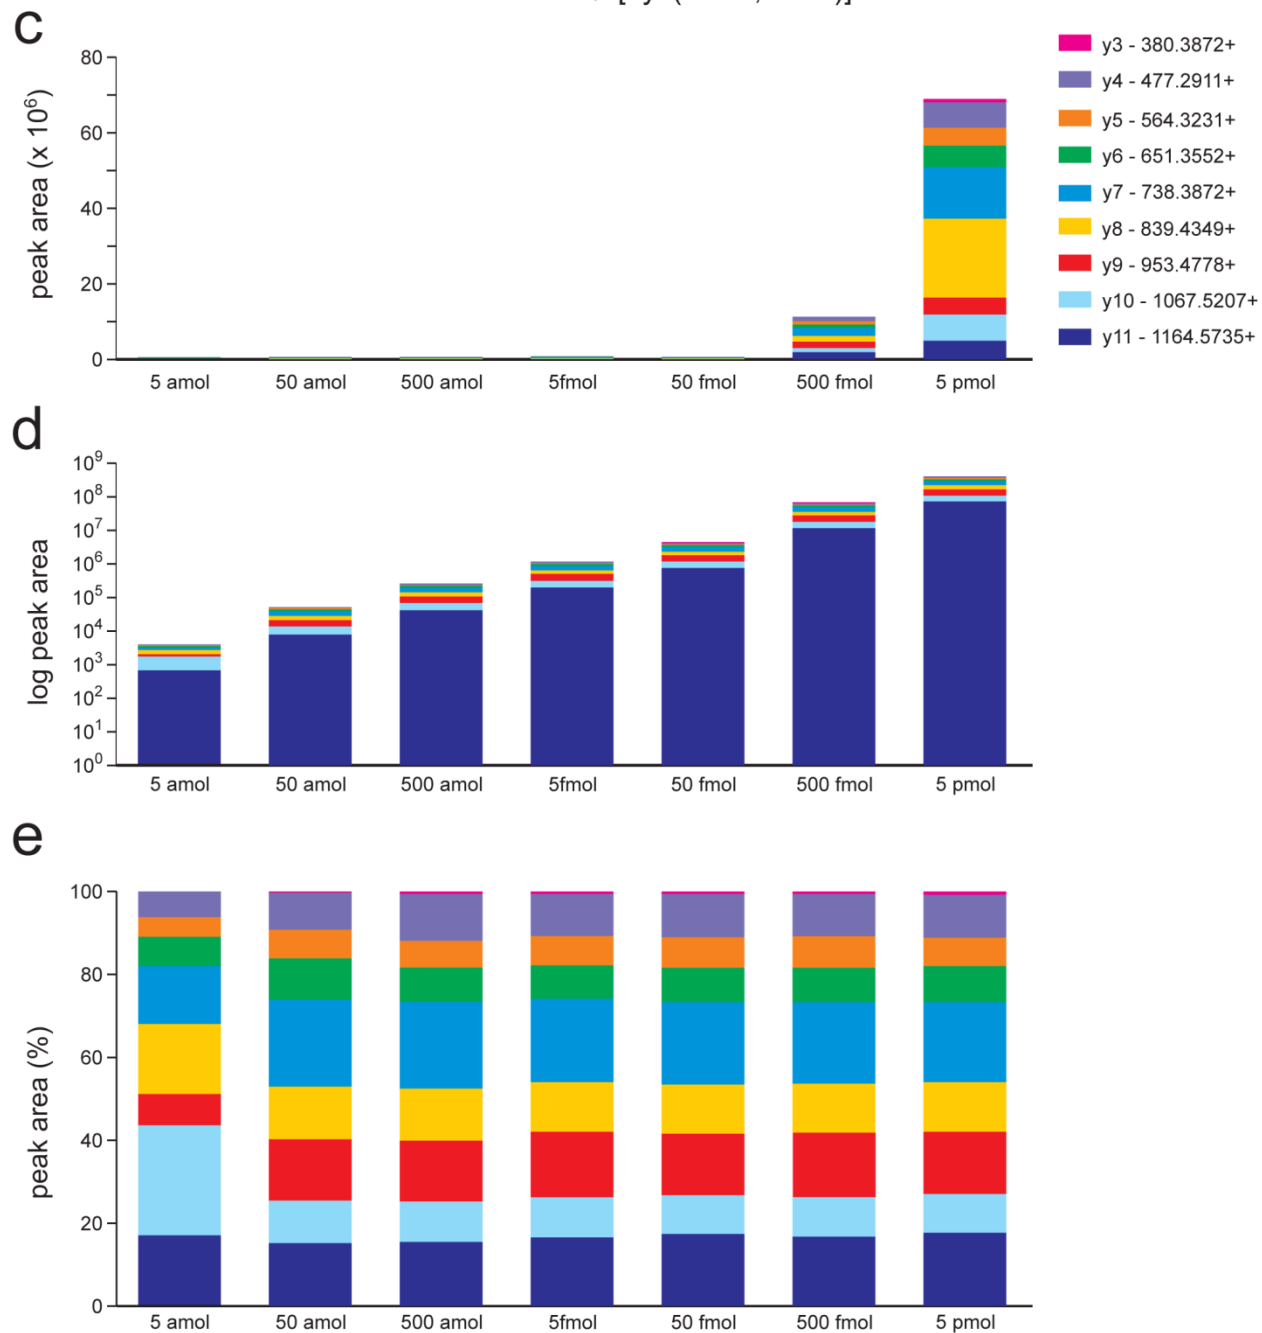 c
80
60
40
20
0
peak area (x 10⁶)
5 amol 50 amol 500 amol 5fmol 50 fmol 500 fmol 5 pmol
y3 - 380.3872+
y4 - 477.2911+
y5 - 564.3231+
y6 - 651.3552+
y7 - 738.3872+
y8 - 839.4349+
y9 - 953.4778+
y10 - 1067.5207+
y11 - 1164.5735+
d
10⁹
10⁸
10⁷
10⁶
10⁵
10⁴
10³
10²
10¹
10⁰
log peak area
5 amol 50 amol 500 amol 5fmol 50 fmol 500 fmol 5 pmol
e
100
80
60
40
20
0
peak area (%)
5 amol 50 amol 500 amol 5fmol 50 fmol 500 fmol 5 pmol